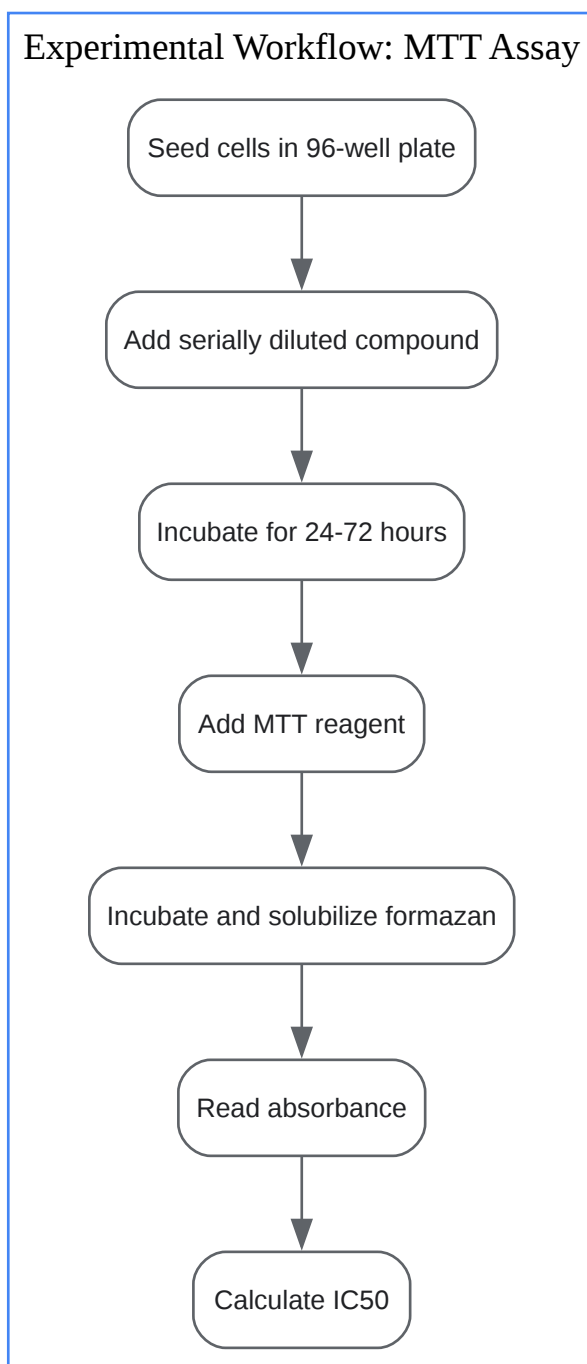 Experimental Workflow: MTT Assay
Seed cells in 96-well plate
Add serially diluted compound
Incubate for 24-72 hours
Add MTT reagent
Incubate and solubilize formazan
Read absorbance
Calculate IC50